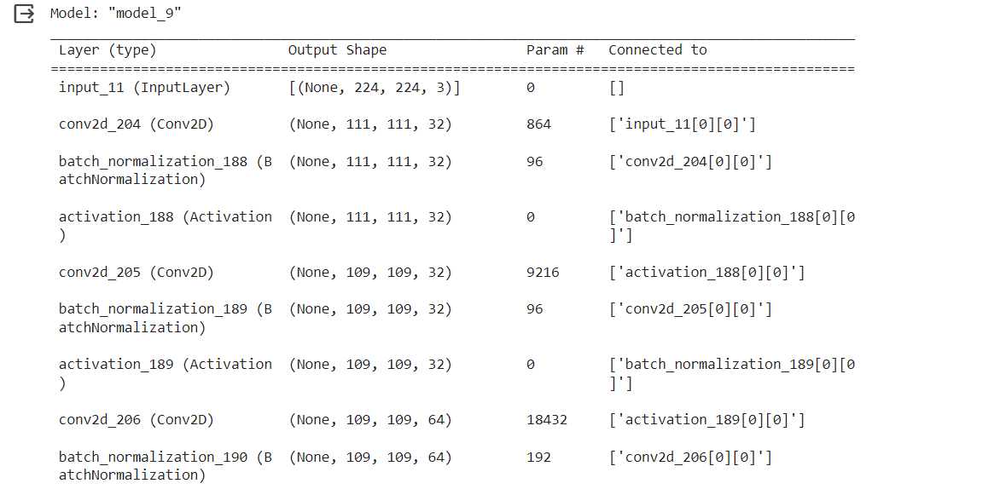 Model: "model_9"
Layer (type) Output Shape Param # Connected to
input_11 (InputLayer) [(None, 224, 224, 3)] 0 []
conv2d_204 (Conv2D) (None, 111, 111, 32) 864 ['input_11[0][0]']
batch_normalization_188 (B (None, 111, 111, 32) 96 ['conv2d_204[0][0]']
atchNormalization)
activation_188 (Activation (None, 111, 111, 32) 0 ['batch_normalization_188[0][0
) ]']
conv2d_205 (Conv2D) (None, 109, 109, 32) 9216 ['activation_188[0][0]']
batch_normalization_189 (B (None, 109, 109, 32) 96 ['conv2d_205[0][0]']
atchNormalization)
activation_189 (Activation (None, 109, 109, 32) 0 ['batch_normalization_189[0][0
) ]']
conv2d_206 (Conv2D) (None, 109, 109, 64) 18432 ['activation_189[0][0]']
batch_normalization_190 (B (None, 109, 109, 64) 192 ['conv2d_206[0][0]']
atchNormalization)